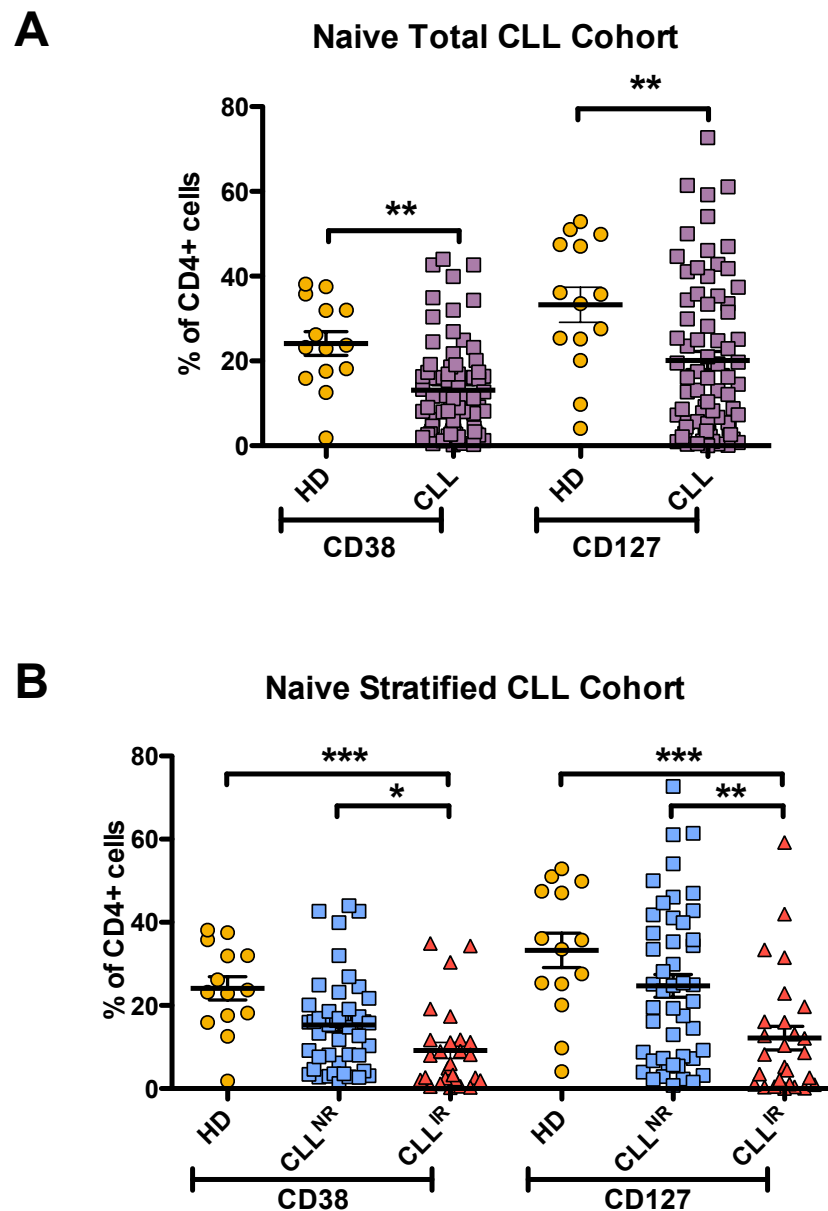 A
Naive Total CLL Cohort
% of CD4+ cells
80
60
40
20
0
**
**
HD
CLL
HD
CLL
CD38
CD127
B
Naive Stratified CLL Cohort
% of CD4+ cells
80
60
40
20
0
***
***
*
**
HD
CLL^NR
CLL^IR
HD
CLL^NR
CLL^IR
CD38
CD127